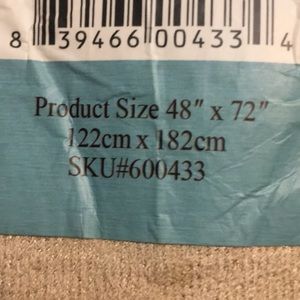 8 39466 00433 4
Product Size 48" x 72"
122cm x 182cm
SKU#600433